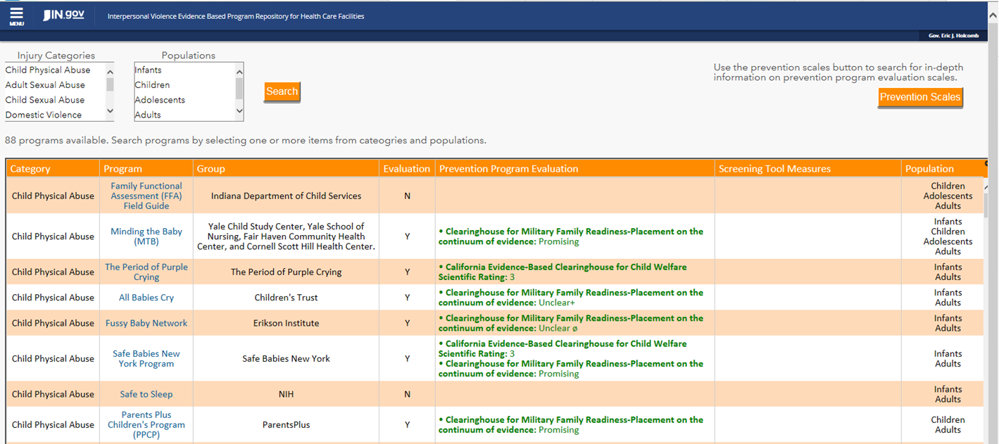 MENU
IN.gov
Interpersonal Violence Evidence Based Program Repository for Health Care Facilities
Gov. Eric J. Holcomb
Injury Categories
Child Physical Abuse
Adult Sexual Abuse
Child Sexual Abuse
Domestic Violence
Populations
Infants
Children
Adolescents
Adults
Search
Use the prevention scales button to search for in-depth
information on prevention program evaluation scales.
Prevention Scales
88 programs available. Search programs by selecting one or more items from cateogries and populations.
Category Program Group Evaluation Prevention Program Evaluation Screening Tool Measures Population
Child Physical Abuse
Family Functional
Assessment (FFA)
Field Guide
Indiana Department of Child Services
N
Children
Adolescents
Adults
Child Physical Abuse
Minding the Baby
(MTB)
Yale Child Study Center, Yale School of
Nursing, Fair Haven Community Health
Center, and Cornell Scott Hill Health Center.
Y
• Clearinghouse for Military Family Readiness-Placement on the
continuum of evidence: Promising
Infants
Children
Adolescents
Adults
Child Physical Abuse
The Period of Purple
Crying
The Period of Purple Crying
Y
• California Evidence-Based Clearinghouse for Child Welfare
Scientific Rating: 3
Infants
Adults
Child Physical Abuse
All Babies Cry
Children's Trust
Y
• Clearinghouse for Military Family Readiness-Placement on the
continuum of evidence: Unclear+
Infants
Adults
Child Physical Abuse
Fussy Baby Network
Erikson Institute
Y
• Clearinghouse for Military Family Readiness-Placement on the
continuum of evidence: Unclear ø
Infants
Adults
Child Physical Abuse
Safe Babies New
York Program
Safe Babies New York
Y
• California Evidence-Based Clearinghouse for Child Welfare
Scientific Rating: 3
• Clearinghouse for Military Family Readiness-Placement on the
continuum of evidence: Promising
Infants
Adults
Child Physical Abuse
Safe to Sleep
NIH
N
Infants
Adults
Child Physical Abuse
Parents Plus
Children's Program
(PPCP)
ParentsPlus
Y
• Clearinghouse for Military Family Readiness-Placement on the
continuum of evidence: Promising
Children
Adults